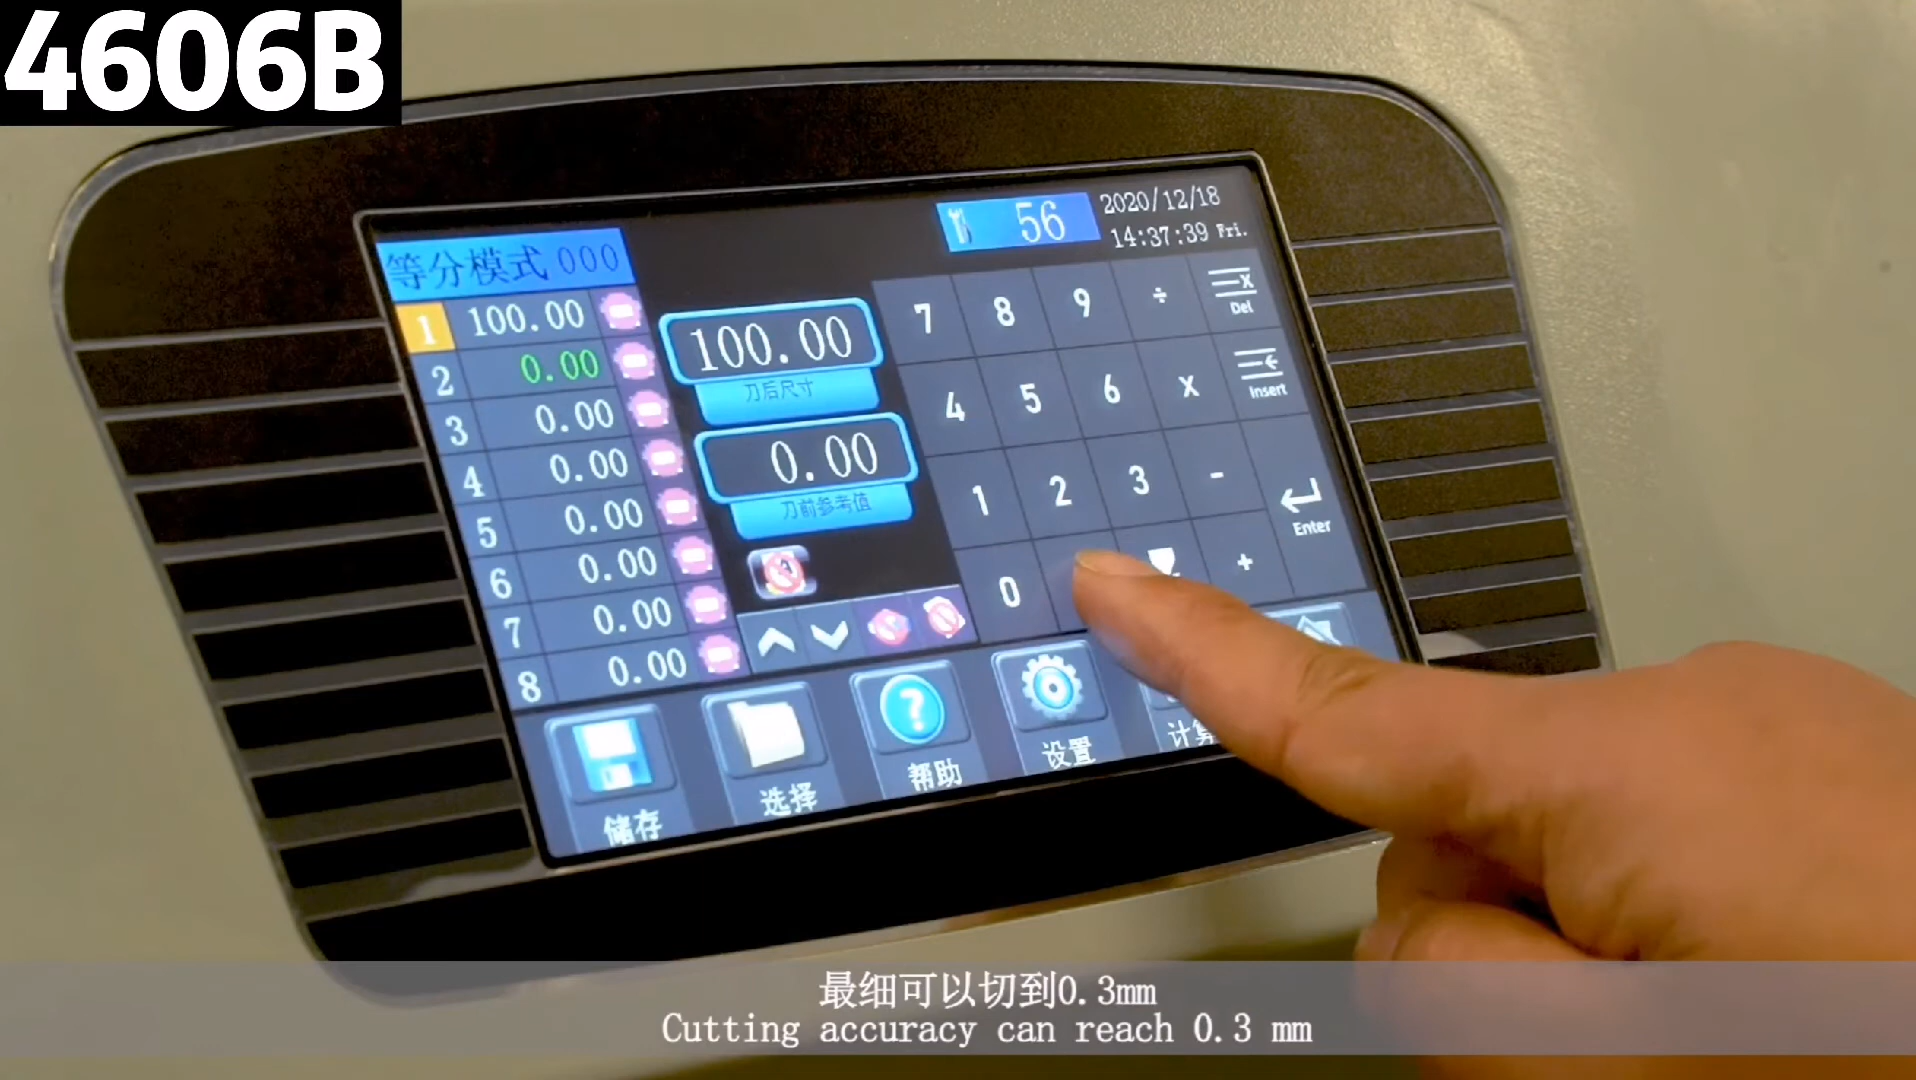 4606B
56
2020/12/18
14:37:39 Fri.
等分模式 000
1 100.00
2 0.00
3 0.00
4 0.00
5 0.00
6 0.00
7 0.00
8 0.00
100.00
刀后尺寸
0.00
刀前参考值
7 8 9 ÷ Del
4 5 6 X Insert
1 2 3 - Enter
0 +
储存
选择
帮助
设置
计算
最细可以切到0.3mm
Cutting accuracy can reach 0.3 mm